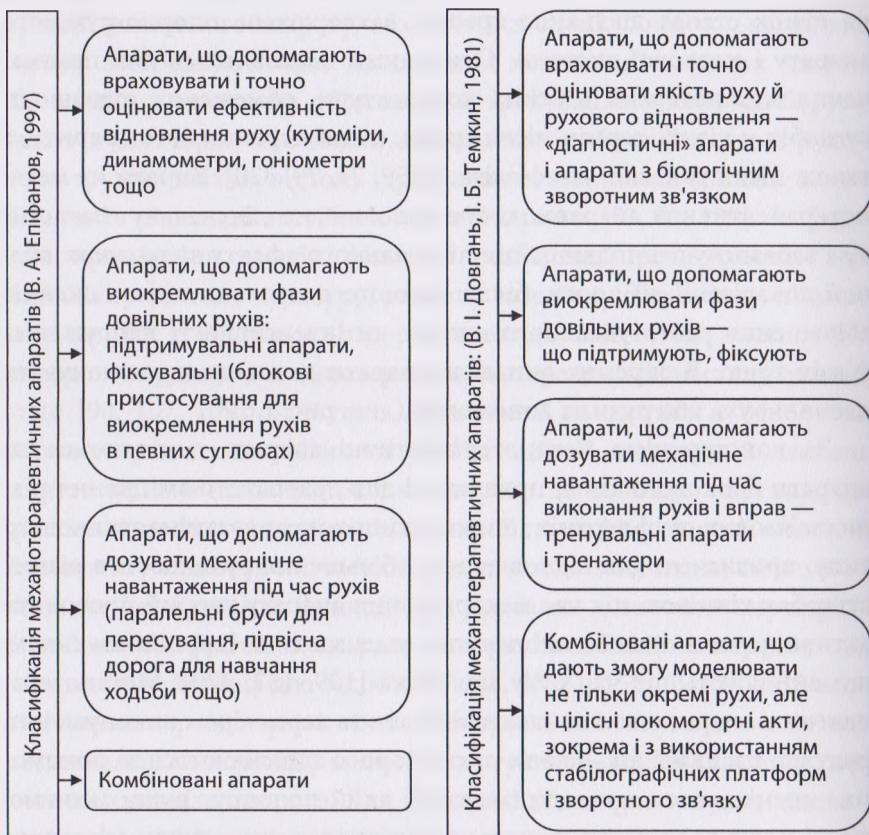 Класифікація механотерапевтичних апаратів (В. А. Епіфанов, 1997)
Апарати, що допомагають
враховувати і точно
оцінювати ефективність
відновлення руху (кутоміри,
динамометри, гоніометри
тощо
Апарати, що допомагають
виокремлювати фази
довільних рухів:
підтримувальні апарати,
фіксувальні (блокові
пристосування для
виокремлення рухів
в певних суглобах)
Апарати, що допомагають
дозувати механічне
навантаження під час рухів
(паралельні бруси для
пересування, підвісна
дорога для навчання
ходьби тощо)
Комбіновані апарати
Класифікація механотерапевтичних апаратів. (В. І. Довгань, І. Б. Темкин, 1981)
Апарати, що допомагають
враховувати і точно
оцінювати якість руху й
рухового відновлення —
«діагностичні» апарати
і апарати з біологічним
зворотним зв'язком
Апарати, що допомагають
виокремлювати фази
довільних рухів —
що підтримують, фіксують
Апарати, що допомагають
дозувати механічне
навантаження під час
виконання рухів і вправ —
тренувальні апарати
і тренажери
Комбіновані апарати, що
дають змогу моделювати
не тільки окремі рухи, але
і цілісні локомоторні акти,
зокрема і з використанням
стабілографічних платформ
і зворотного зв'язку